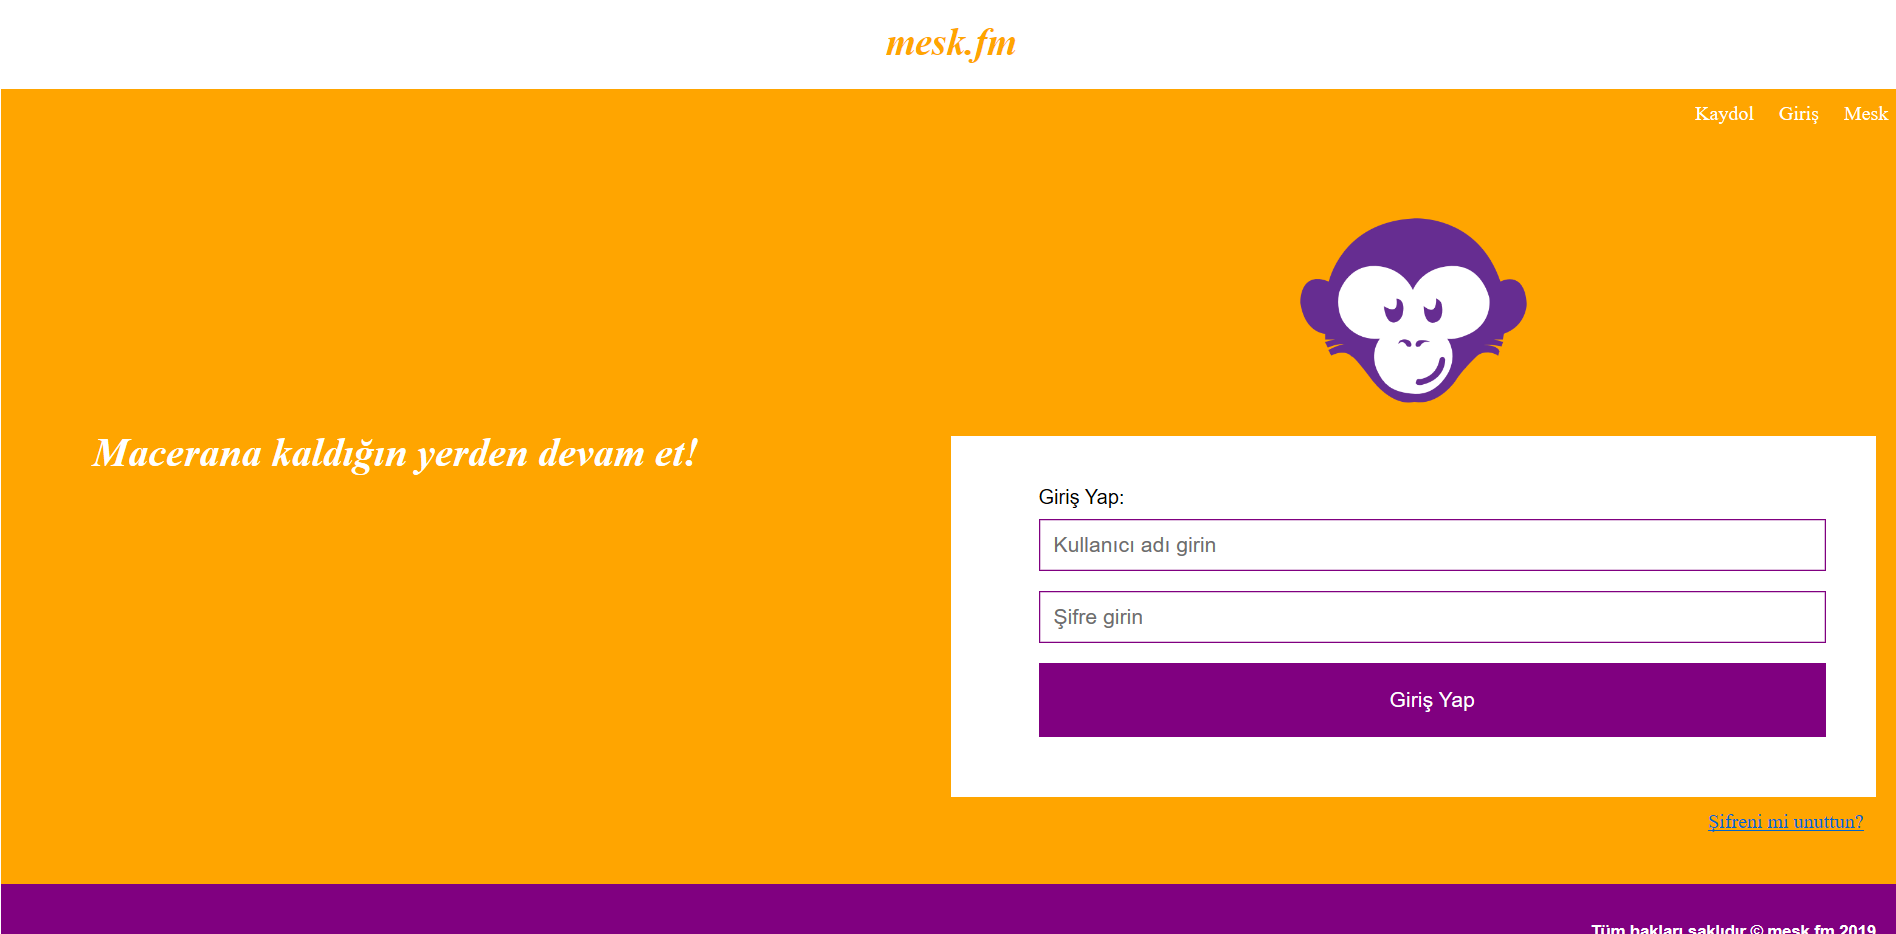 mesk.fm
Kaydol Giriş Mesk
Macerana kaldığın yerden devam et!
Giriş Yap:
Kullanıcı adı girin
Şifre girin
Giriş Yap
Şifreni mi unuttun?
Tüm hakları saklıdır © mesk.fm 2019